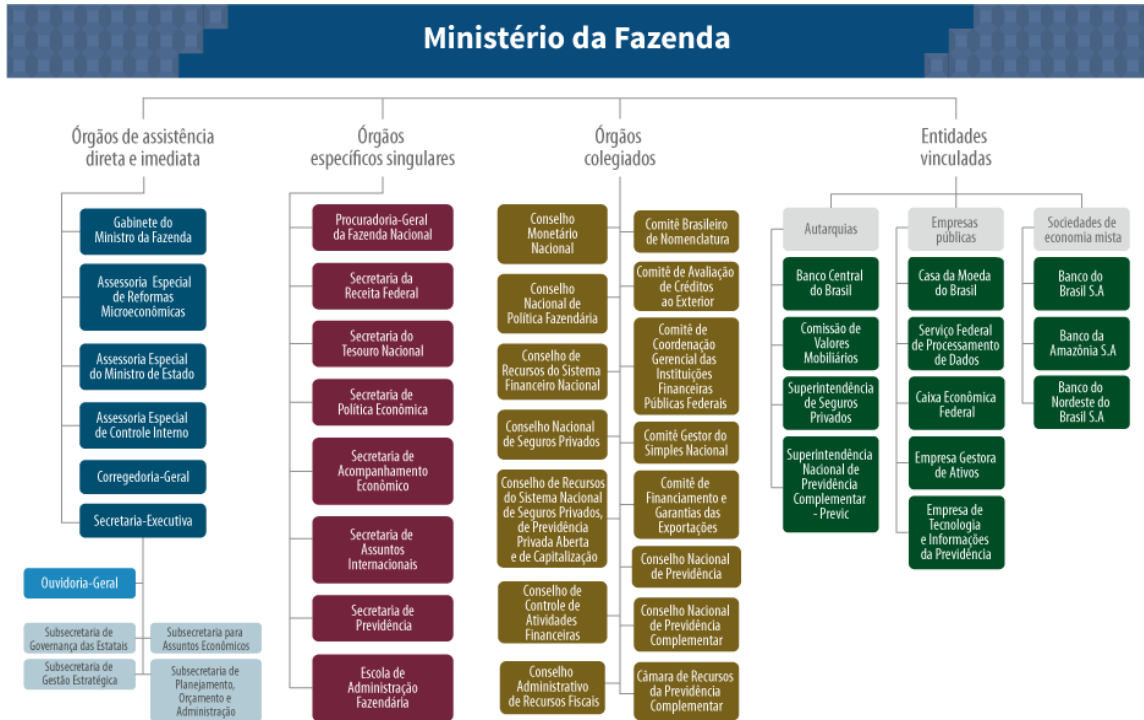 Ministério da Fazenda
Órgãos de assistência
direta e imediata
Gabinete do
Ministro da Fazenda
Assessoria Especial
de Reformas
Microeconômicas
Assessoria Especial
do Ministro de Estado
Assessoria Especial
de Controle Interno
Corregedoria-Geral
Secretaria-Executiva
Ouvidoria-Geral
Subsecretaria de
Governança das Estatais
Subsecretaria para
Assuntos Econômicos
Subsecretaria de
Gestão Estratégica
Subsecretaria de
Planejamento,
Orçamento e
Administração
Órgãos
específicos singulares
Procuradoria-Geral
da Fazenda Nacional
Secretaria da
Receita Federal
Secretaria do
Tesouro Nacional
Secretaria de
Política Econômica
Secretaria de
Acompanhamento
Econômico
Secretaria de
Assuntos
Internacionais
Secretaria de
Previdência
Escola de
Administração
Fazendária
Órgãos
colegiados
Conselho
Monetário
Nacional
Conselho
Nacional de
Política Fazendária
Conselho de
Recursos do Sistema
Financeiro Nacional
Conselho Nacional
de Seguros Privados
Conselho de Recursos
do Sistema Nacional
de Seguros Privados,
de Previdência
Privada Aberta
e de Capitalização
Conselho de
Controle de
Atividades
Financeiras
Conselho
Administrativo
de Recursos Fiscais
Comitê Brasileiro
de Nomenclatura
Comitê de Avaliação
de Créditos
ao Exterior
Comitê de
Coordenação
Gerencial das
Instituições
Financeiras
Públicas Federais
Comitê Gestor do
Simples Nacional
Comitê de
Financiamento e
Garantias das
Exportações
Conselho Nacional
de Previdência
Conselho Nacional
de Previdência
Complementar
Câmara de Recursos
da Previdência
Complementar
Entidades
vinculadas
Autarquias
Banco Central
do Brasil
Comissão de
Valores
Mobiliários
Superintendência
de Seguros
Privados
Superintendência
Nacional de
Previdência
Complementar
- Previc
Empresas
públicas
Casa da Moeda
do Brasil
Serviço Federal
de Processamento
de Dados
Caixa Econômica
Federal
Empresa Gestora
de Ativos
Empresa de
Tecnologia
e Informações
da Previdência
Sociedades de
economia mista
Banco do
Brasil S.A
Banco da
Amazônia S.A
Banco do
Nordeste do
Brasil S.A